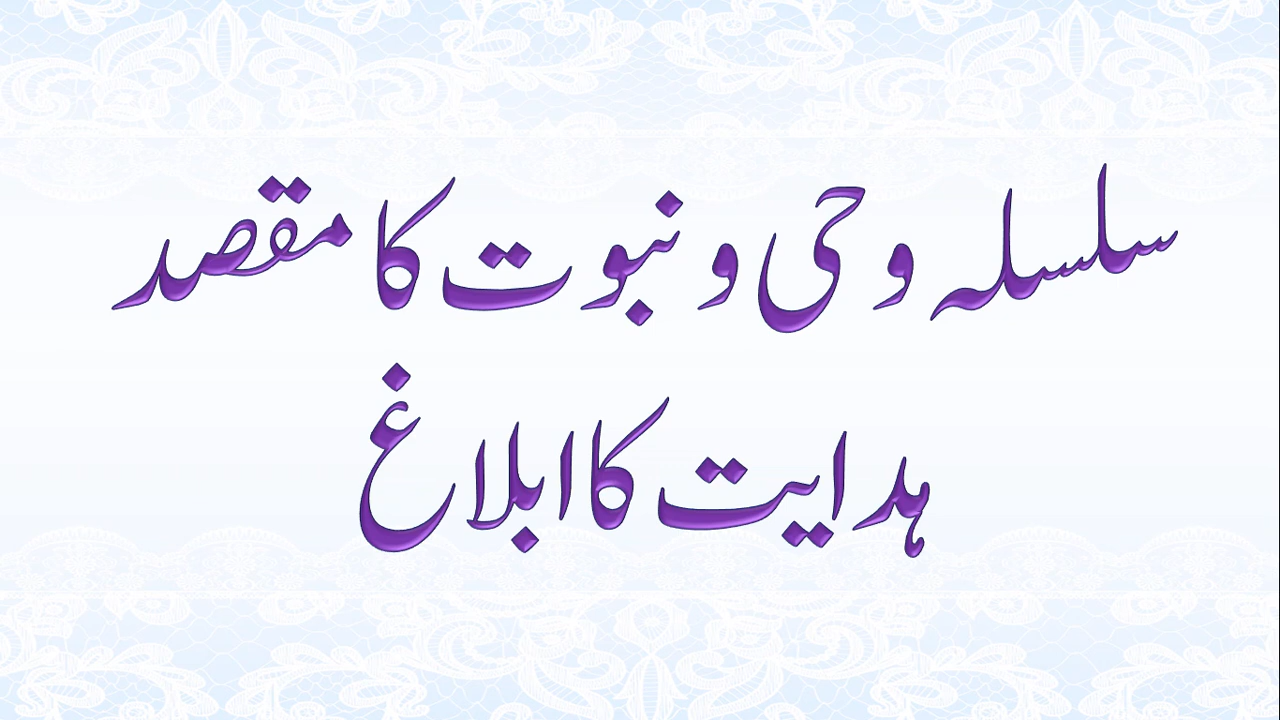 سلسلہ وحی و نبوت کا مقصد
ہدایت کا ابلاغ